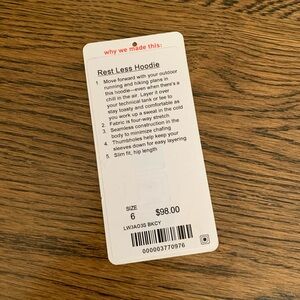 why we made this:
Rest Less Hoodie
1. Move forward with your outdoor
running and hiking plans in
this hoodie—even when there's a
chill in the air. Layer it over
your technical tank or tee to
stay toasty and comfortable as
you work up a sweat in the cold
2. Fabric is four-way stretch
3. Seamless construction in the
body to minimize chafing
4. Thumbholes help keep your
sleeves down for easy layering
5. Slim fit, hip length
SIZE
6 $98.00
LW3AO3S BKCY
000003770976